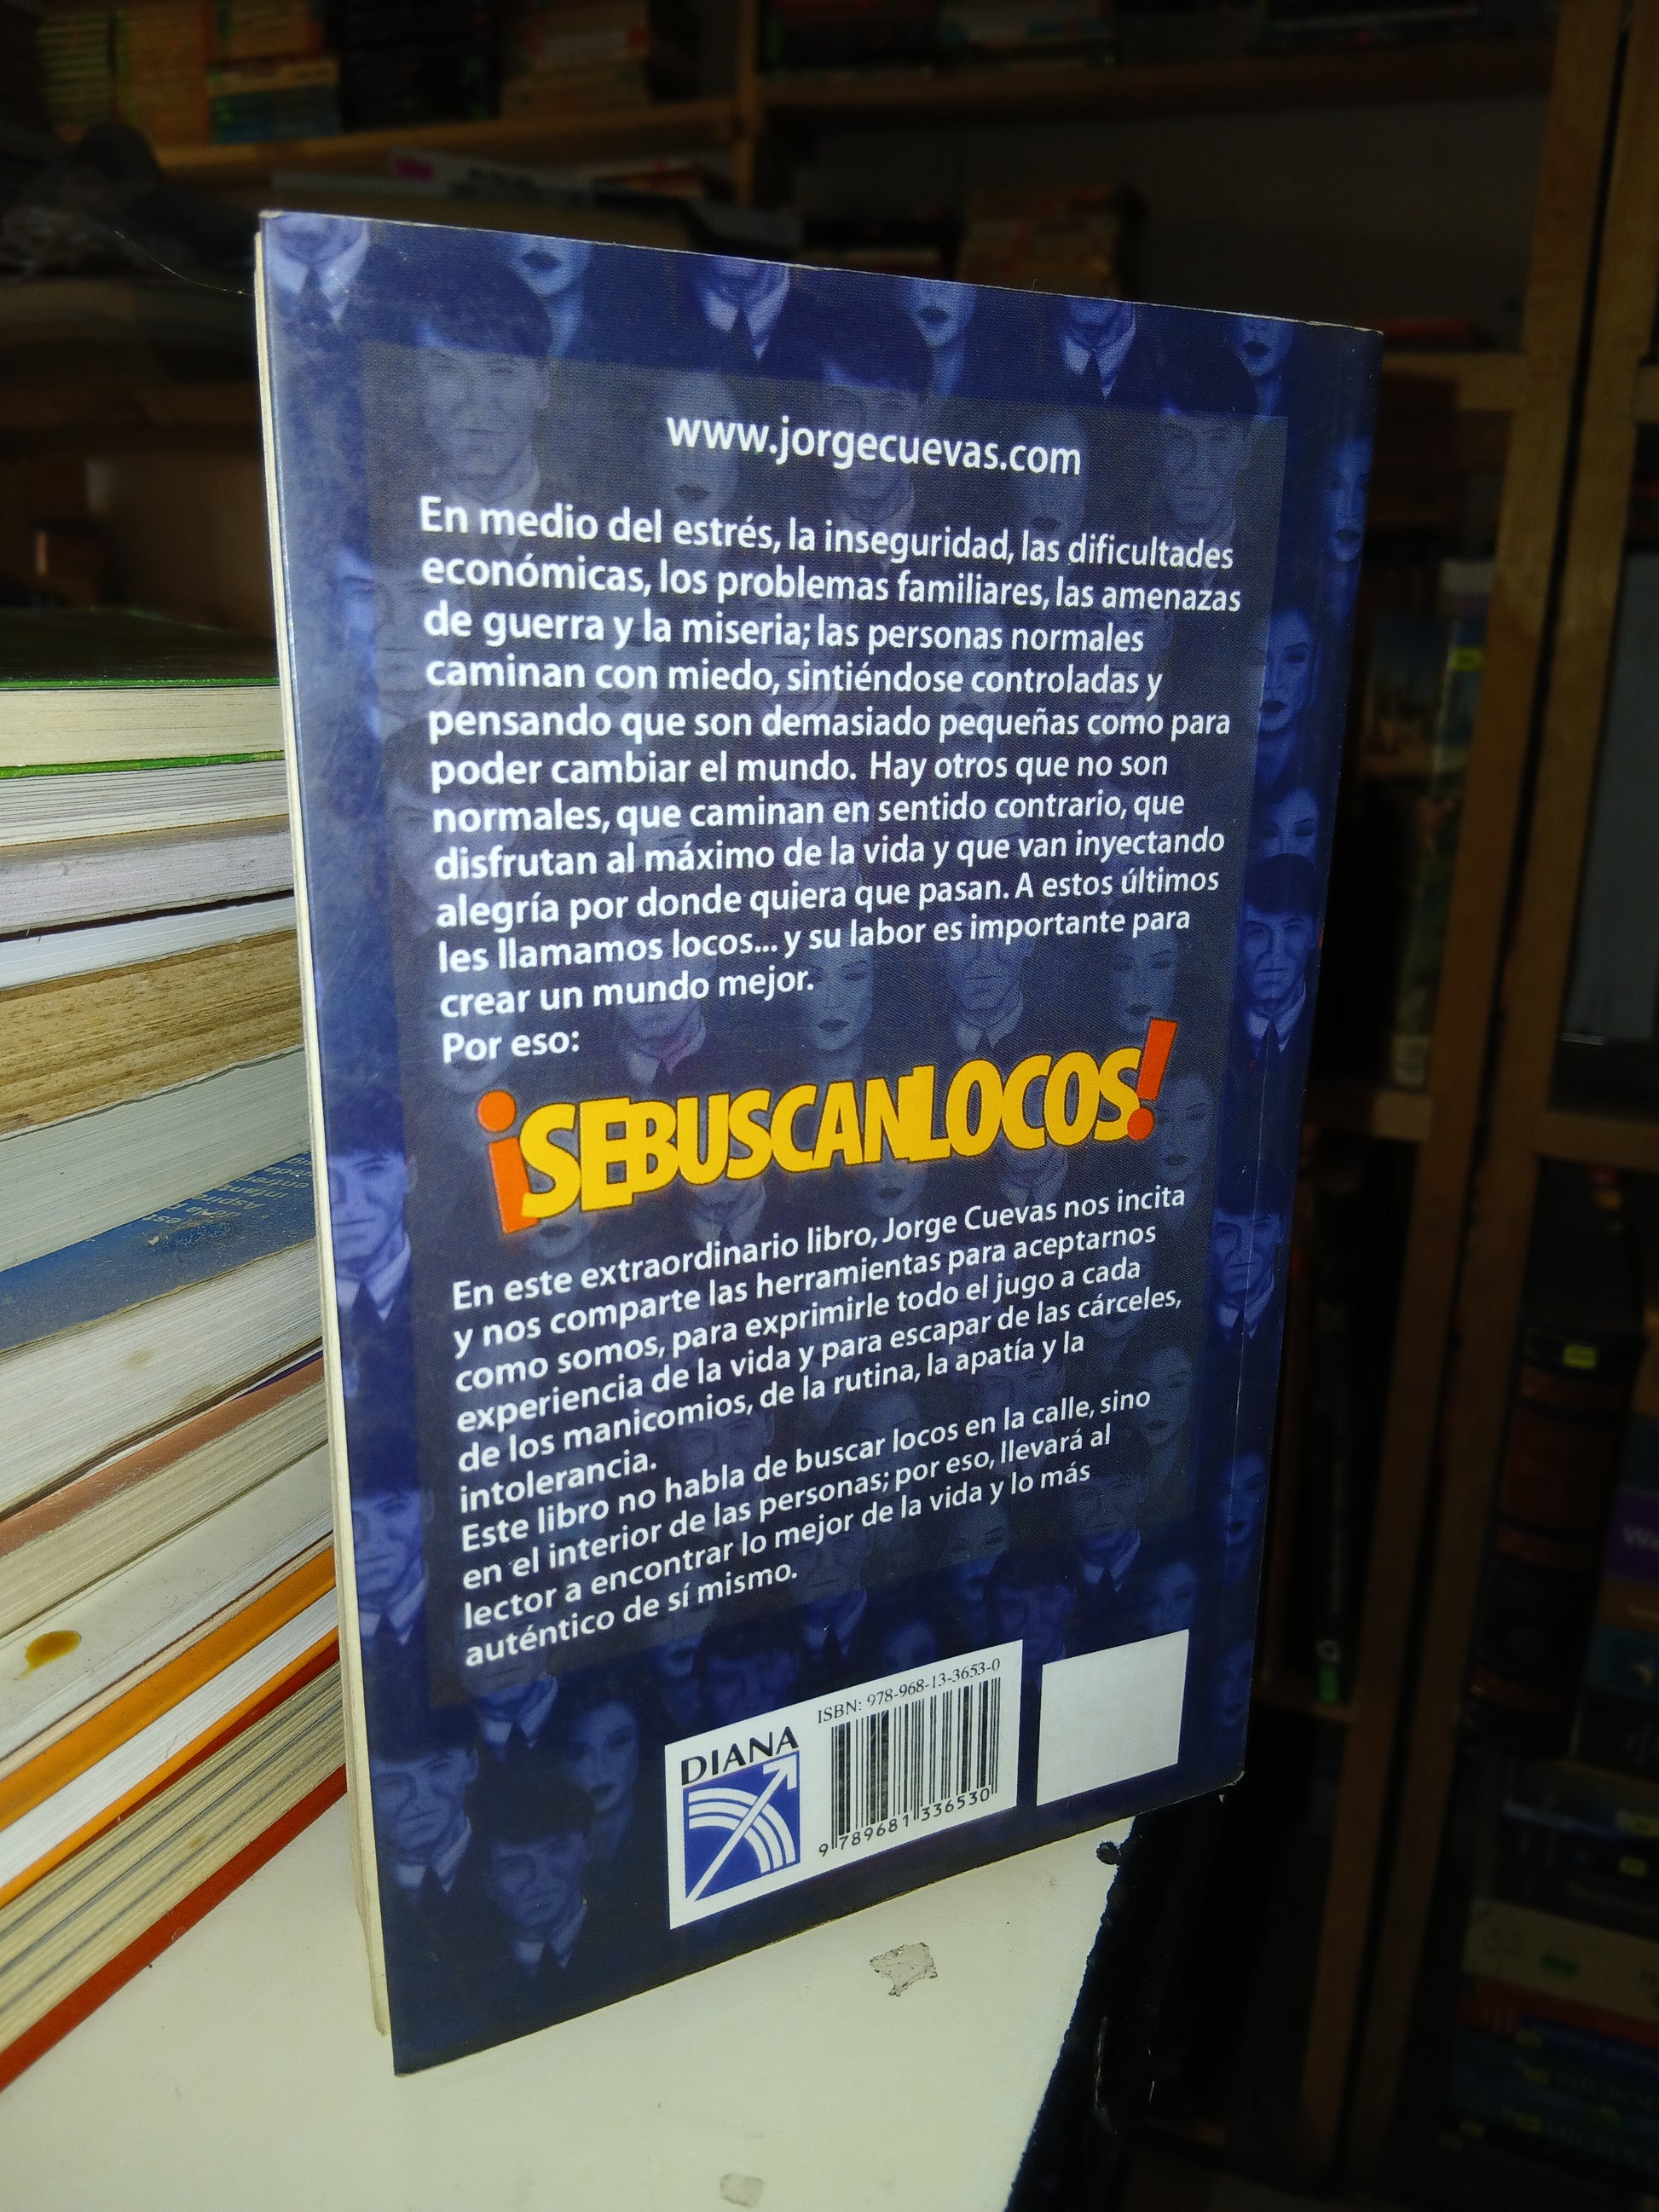 www.jorgecuevas.com
En medio del estrés, la inseguridad, las dificultades
económicas, los problemas familiares, las amenazas
de guerra y la miseria; las personas normales
caminan con miedo, sintiéndose controladas y
pensando que son demasiado pequeñas como para
poder cambiar el mundo. Hay otros que no son
normales, que caminan en sentido contrario, que
disfrutan al máximo de la vida y que van inyectando
alegría por donde quiera que pasan. A estos últimos
les llamamos locos... y su labor es importante para
crear un mundo mejor.
Por eso:
¡SE BUSCAN LOCOS!
En este extraordinario libro, Jorge Cuevas nos incita
y nos comparte las herramientas para aceptarnos
como somos, para exprimirle todo el jugo a cada
experiencia de la vida y para escapar de las cárceles,
de los manicomios, de la rutina, la apatía y la
intolerancia.
Este libro no habla de buscar locos en la calle, sino
en el interior de las personas; por eso, llevará al
lector a encontrar lo mejor de la vida y lo más
auténtico de sí mismo.
DIANA
ISBN: 978-968-13-3653-0
9 789681 336530